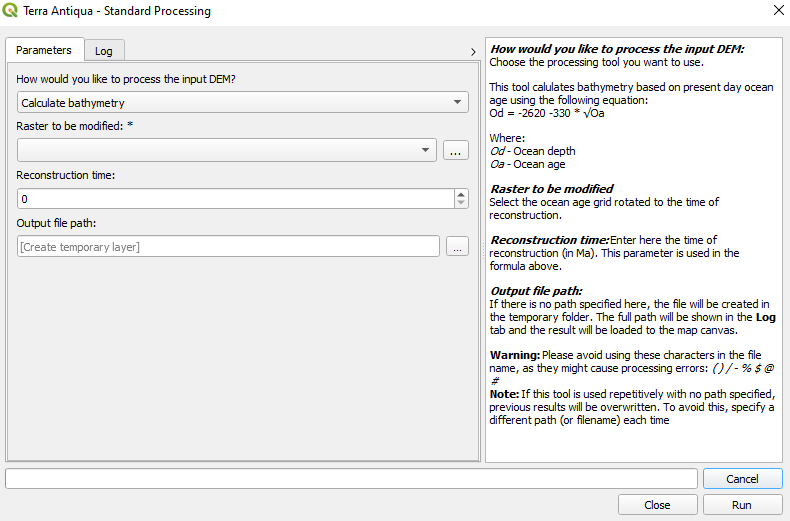 Terra Antiqua - Standard Processing
Parameters
Log
How would you like to process the input DEM?
Calculate bathymetry
Raster to be modified: *
...
Reconstruction time:
0
Output file path:
[Create temporary layer]
...
How would you like to process the input DEM:
Choose the processing tool you want to use.
This tool calulates bathymetry based on present day ocean
age using the following equation:
Od = -2620 -330 * √Oa
Where:
Od - Ocean depth
Oa - Ocean age
Raster to be modified
Select the ocean age grid rotated to the time of
reconstruction.
Reconstruction time: Enter here the time of
reconstruction (in Ma). This parameter is used in the
formula above.
Output file path:
If there is no path specified here, the file will be created in
the temporary folder. The full path will be shown in the Log
tab and the result will be loaded to the map canvas.
Warning: Please avoid using these characters in the file
name, as they might cause processing errors: ( ) / - % $ @
#
Note: If this tool is used repetitively with no path specified,
previous results will be overwritten. To avoid this, specify a
different path (or filename) each time
Cancel
Close
Run